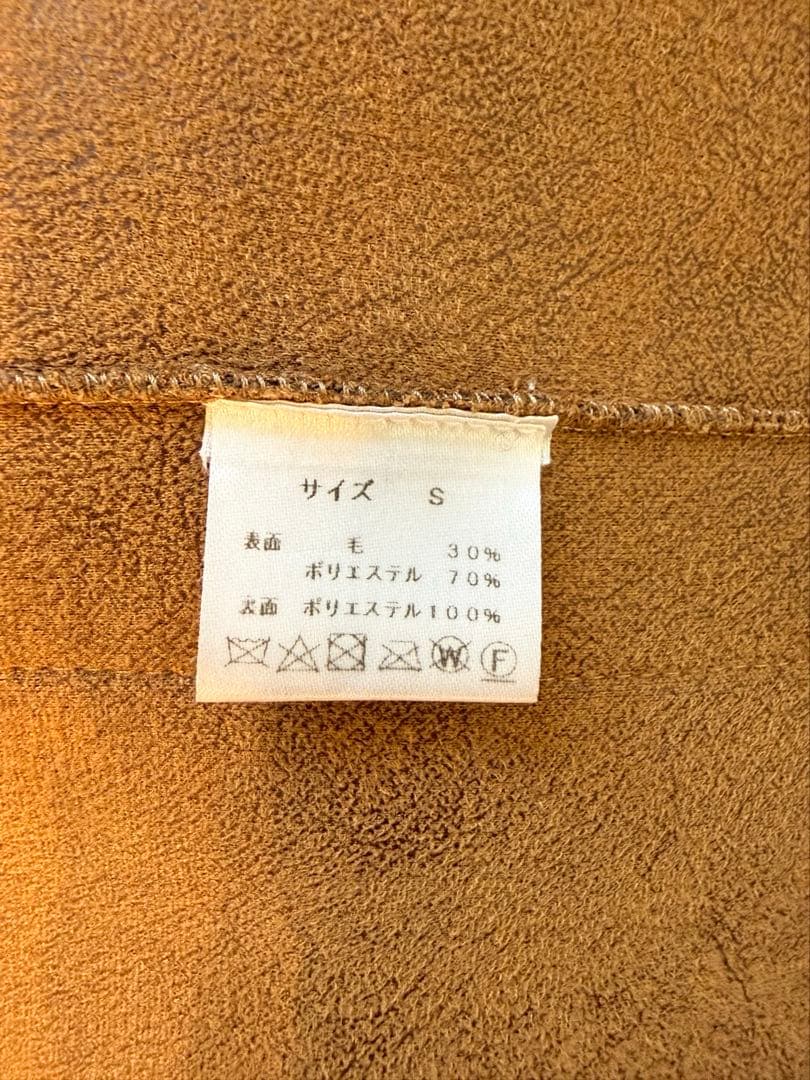 サイズ S
表面 毛 30%
ポリエステル 70%
裏面 ポリエステル100%
W F